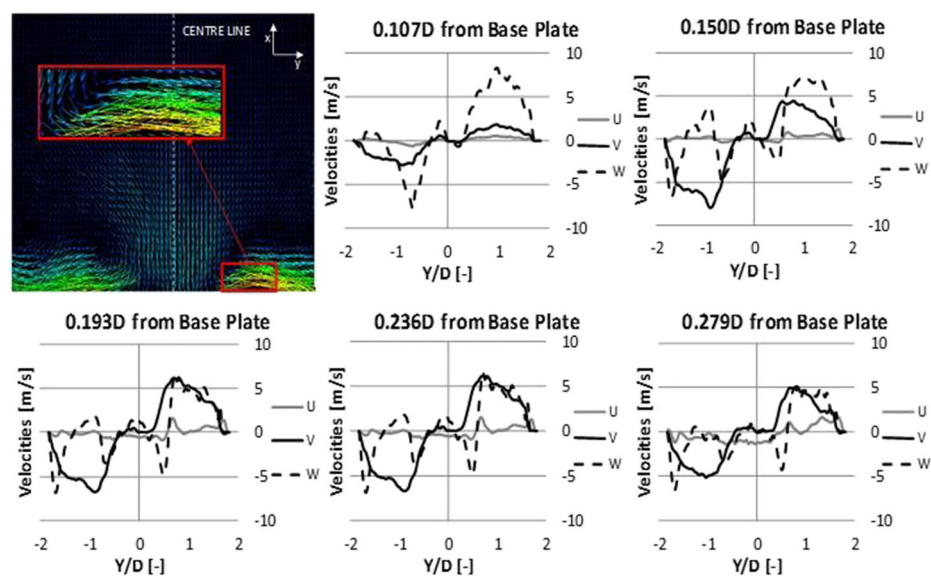 CENTRE LINE
x
y
0.107D from Base Plate
Velocities [m/s]
10
5
0
-5
-10
-2
-1
0
1
2
Y/D [-]
U
V
W
0.150D from Base Plate
Velocities [m/s]
10
5
0
-5
-10
-2
-1
0
1
2
Y/D [-]
U
V
W
0.193D from Base Plate
Velocities [m/s]
10
5
0
-5
-10
-2
-1
0
1
2
Y/D [-]
U
V
W
0.236D from Base Plate
Velocities [m/s]
10
5
0
-5
-10
-2
-1
0
1
2
Y/D [-]
U
V
W
0.279D from Base Plate
Velocities [m/s]
10
5
0
-5
-10
-2
-1
0
1
2
Y/D [-]
U
V
W